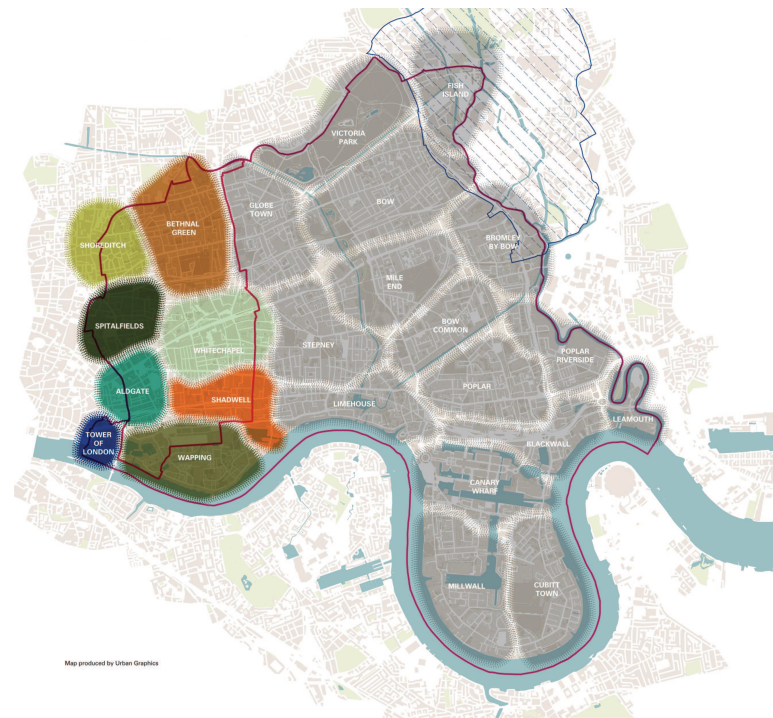 FISH
ISLAND
VICTORIA
PARK
BETHNAL
GREEN
GLOBE
TOWN
BOW
SHOREDITCH
BROMLEY
BY BOW
MILE
END
SPITALFIELDS
BOW
COMMON
WHITECHAPEL
STEPNEY
POPLAR
RIVERSIDE
ALDGATE
POPLAR
SHADWELL
LIMEHOUSE
LEAMOUTH
TOWER
OF
LONDON
BLACKWALL
WAPPING
CANARY
WHARF
MILLWALL
CUBITT
TOWN
Map produced by Urban Graphics